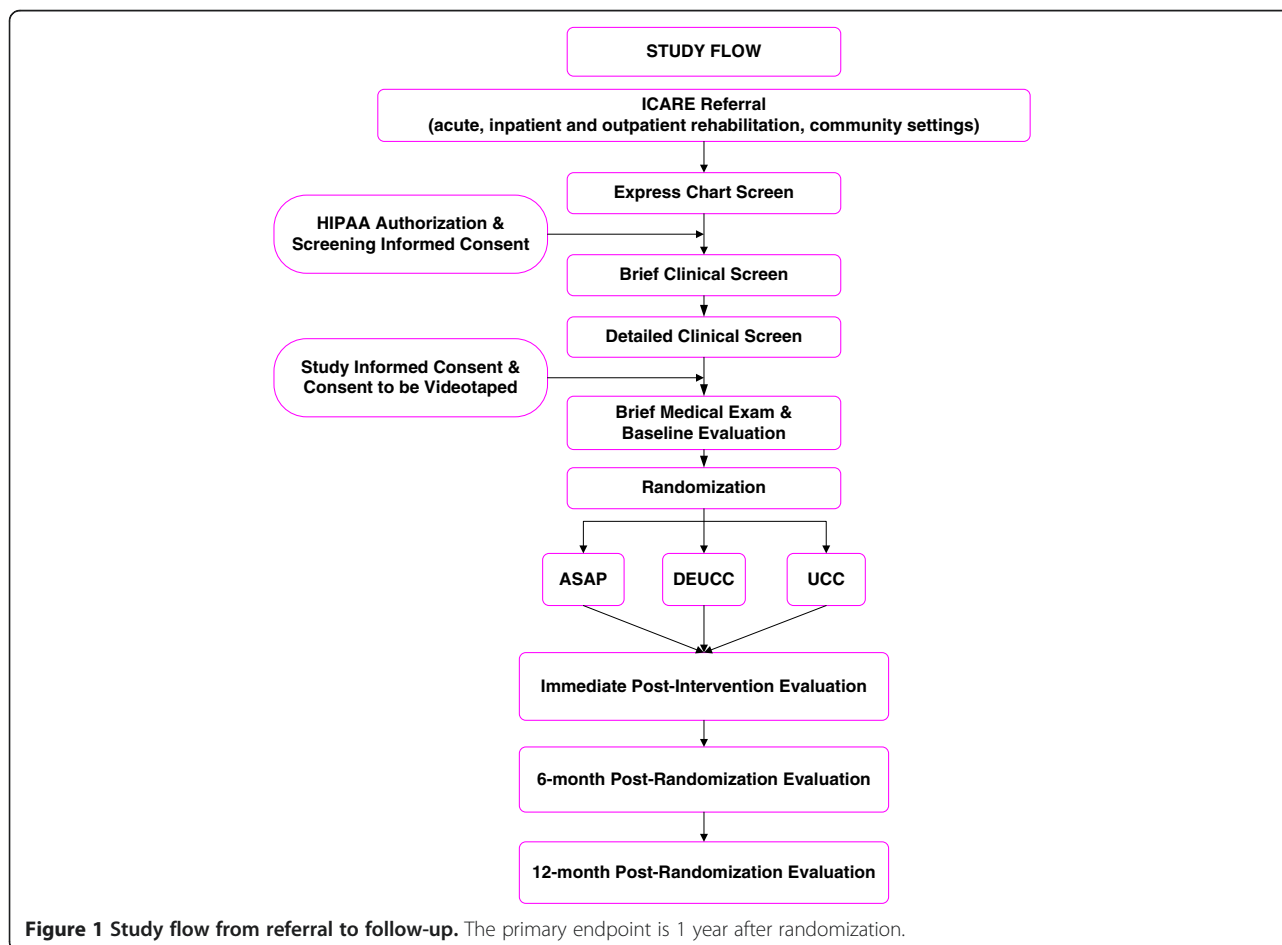 STUDY FLOW
ICARE Referral
(acute, inpatient and outpatient rehabilitation, community settings)
Express Chart Screen
HIPAA Authorization &
Screening Informed Consent
Brief Clinical Screen
Detailed Clinical Screen
Study Informed Consent &
Consent to be Videotaped
Brief Medical Exam &
Baseline Evaluation
Randomization
ASAP
DEUCC
UCC
Immediate Post-Intervention Evaluation
6-month Post-Randomization Evaluation
12-month Post-Randomization Evaluation
Figure 1 Study flow from referral to follow-up. The primary endpoint is 1 year after randomization.